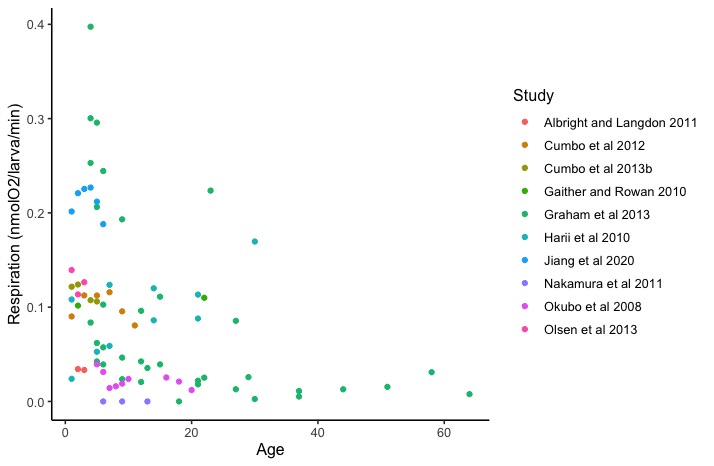 0.4
0.3
0.2
0.1
0.0
Respiration (nmolO2/larva/min)
0
20
40
60
Age
Study
Albright and Langdon 2011
Cumbo et al 2012
Cumbo et al 2013b
Gaither and Rowan 2010
Graham et al 2013
Harii et al 2010
Jiang et al 2020
Nakamura et al 2011
Okubo et al 2008
Olsen et al 2013